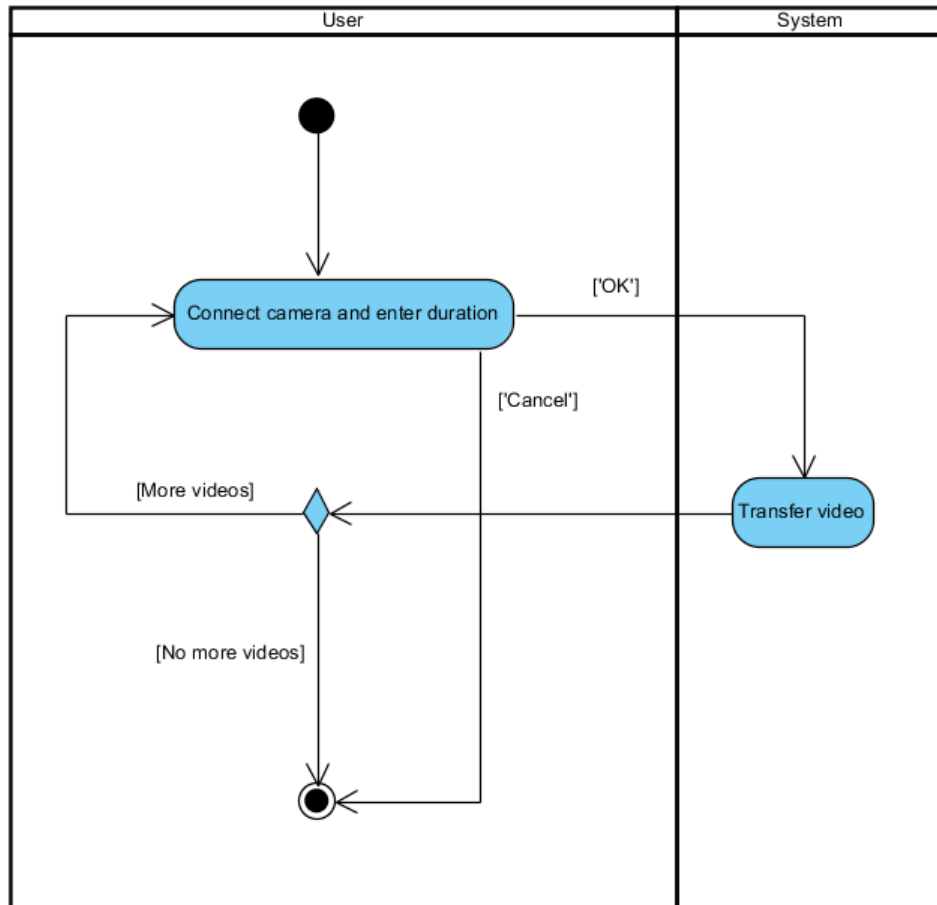 User
System
['OK']
Connect camera and enter duration
['Cancel']
[More videos]
Transfer video
[No more videos]